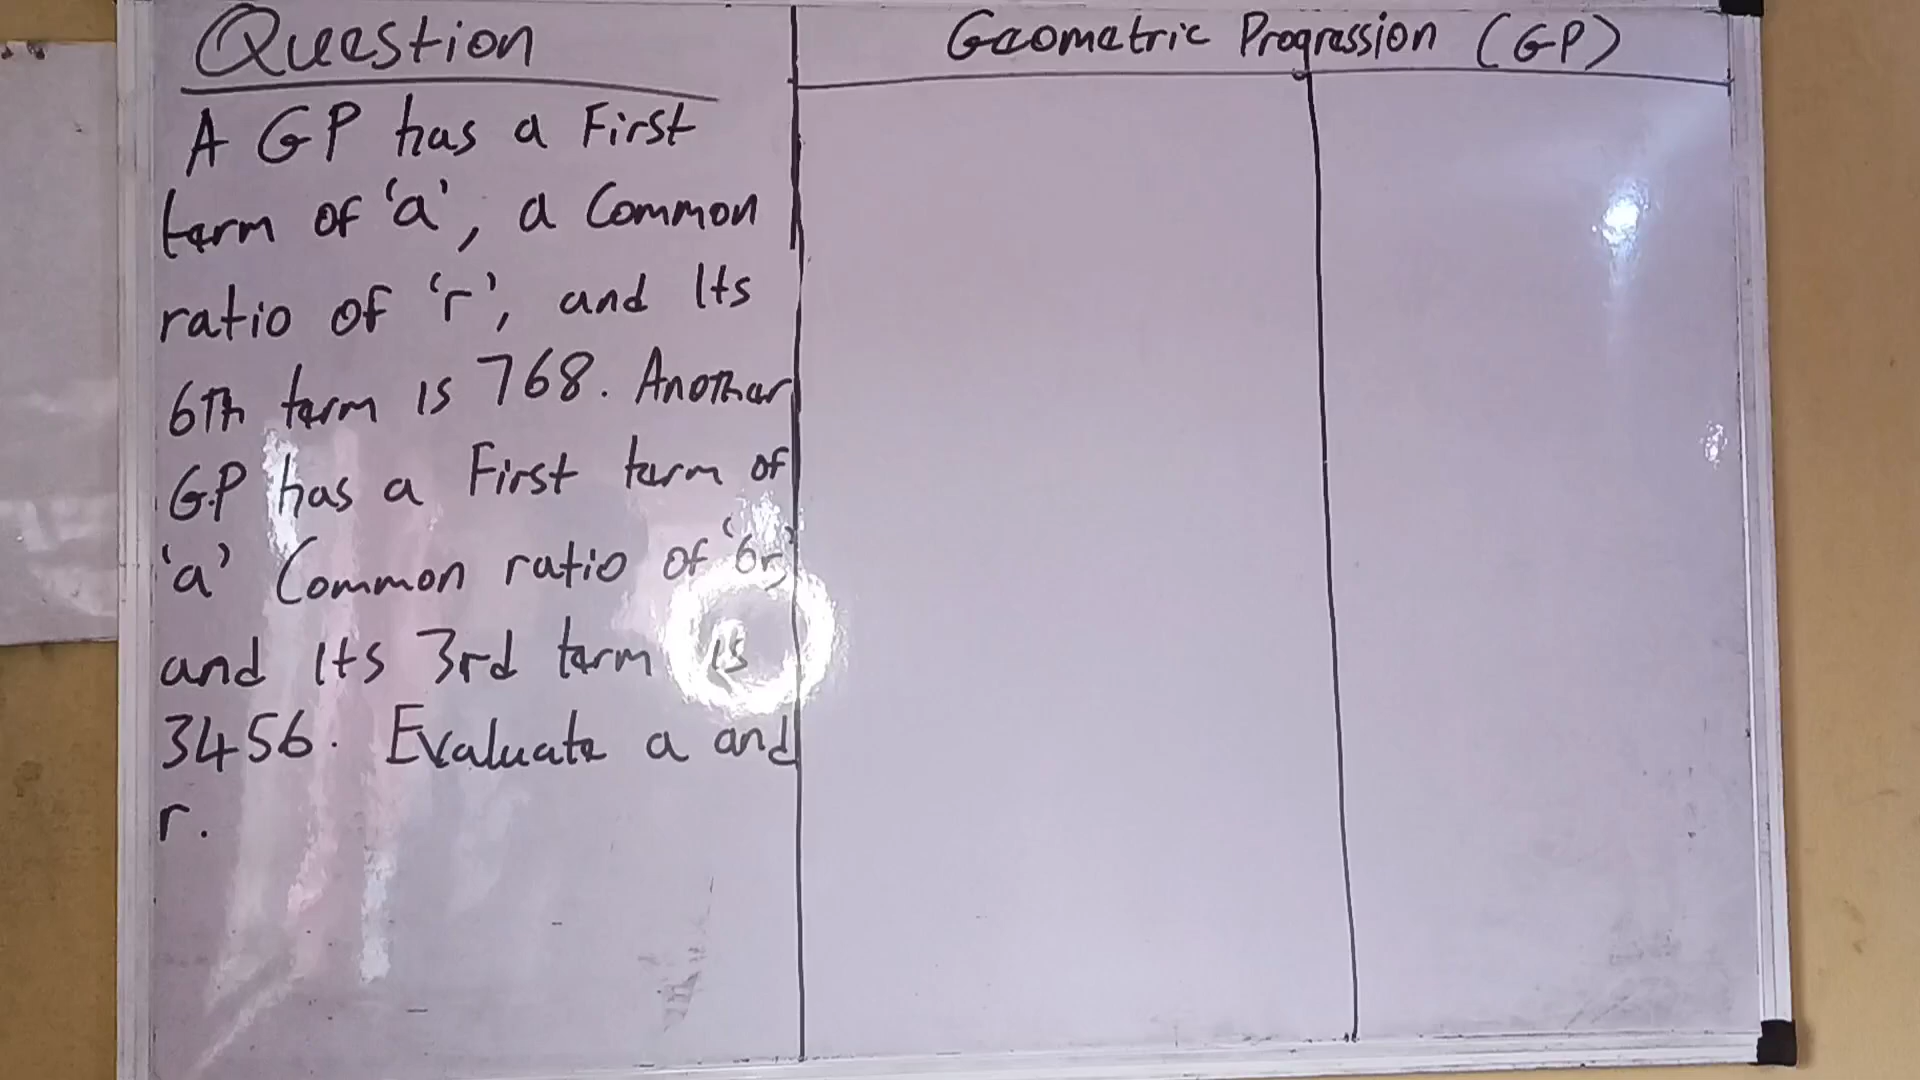 Question
Geometric Progression (GP)
A GP has a First
term of 'a', a Common
ratio of 'r', and Its
6th term is 768. Another
GP has a First term of
'a' Common ratio of '6r'
and Its 3rd term is
3456. Evaluate a and
r.